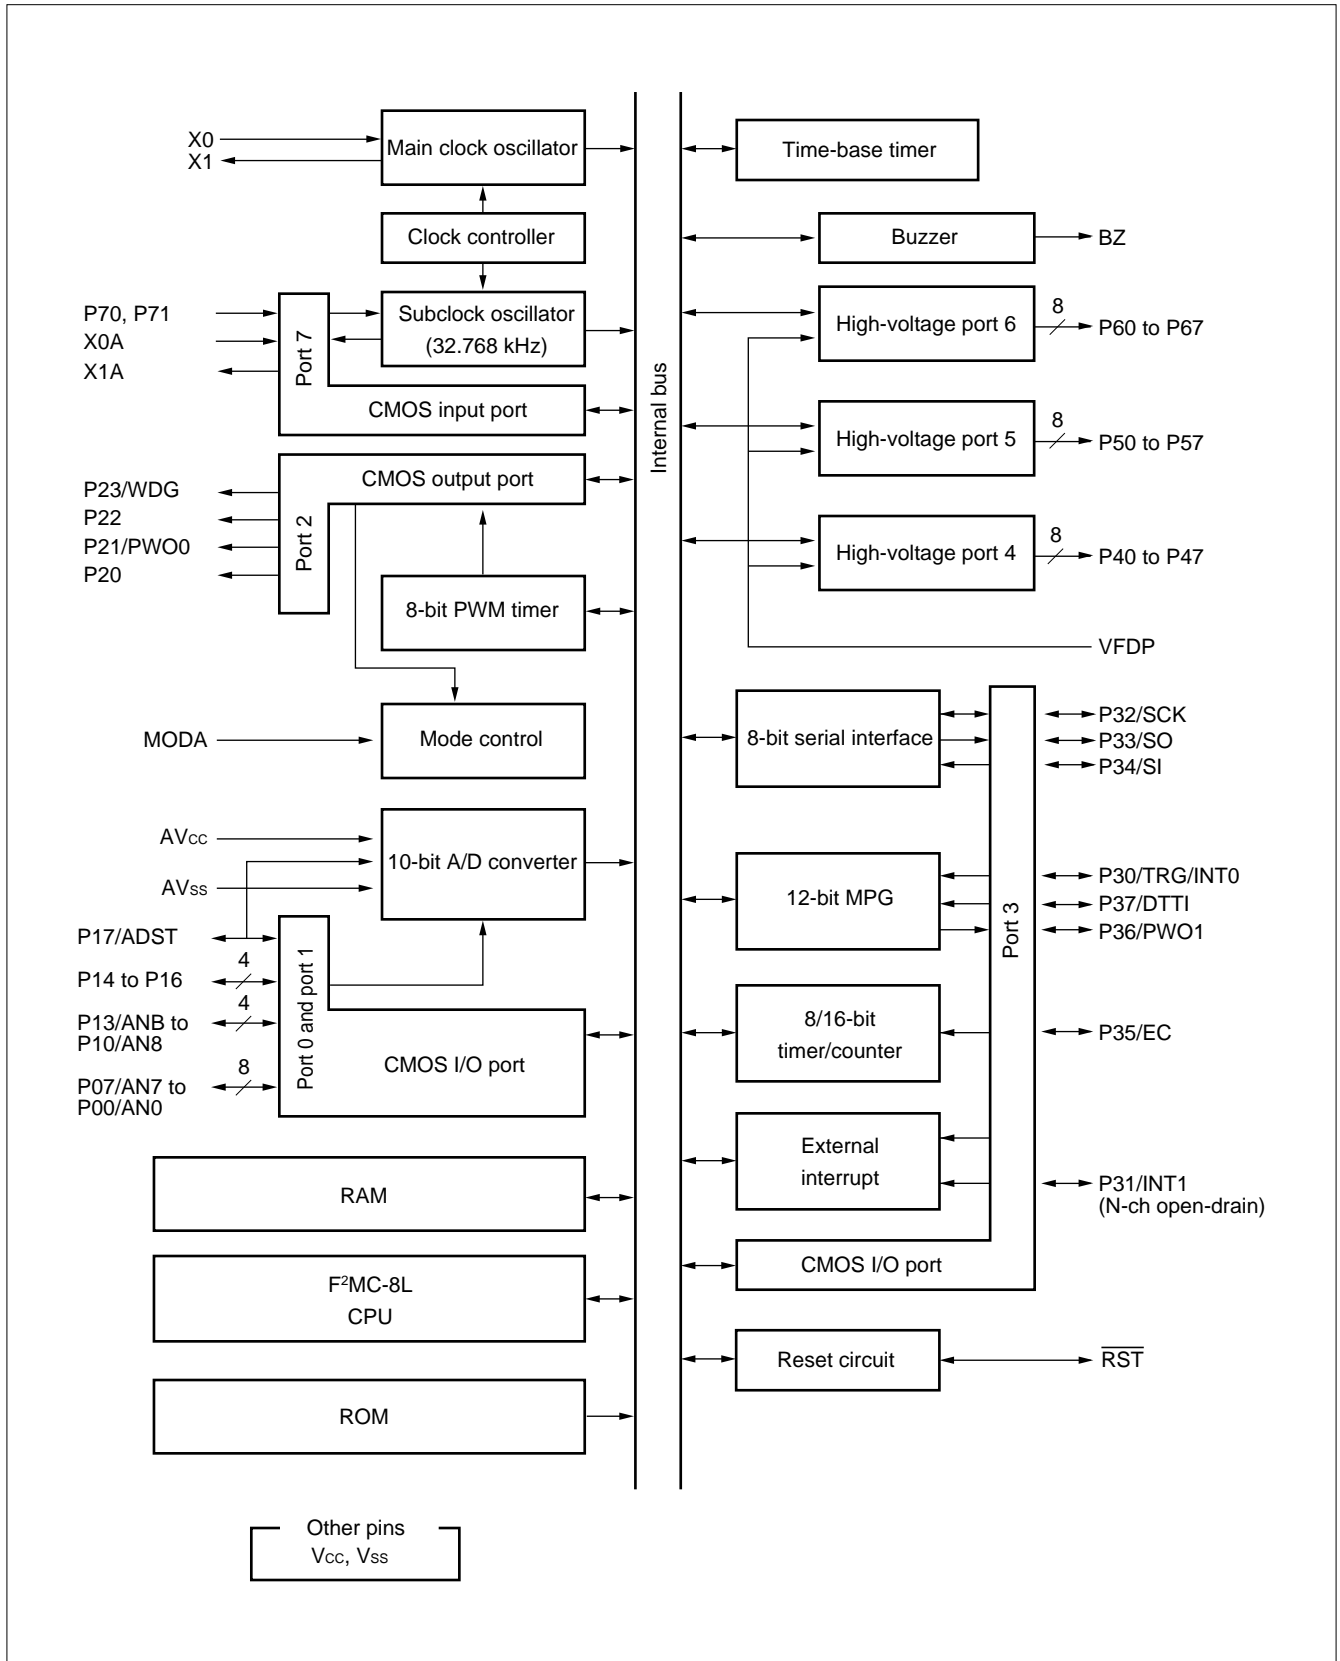 X0
X1
Main clock oscillator
Clock controller
P70, P71
X0A
X1A
Port 7
Subclock oscillator
(32.768 kHz)
CMOS input port
P23/WDG
P22
P21/PWO0
P20
Port 2
CMOS output port
8-bit PWM timer
MODA
Mode control
AVCC
AVSS
10-bit A/D converter
P17/ADST
P14 to P16
4
P13/ANB to
P10/AN8
4
P07/AN7 to
P00/AN0
8
Port 0 and port 1
CMOS I/O port
RAM
F²MC-8L
CPU
ROM
Other pins
VCC, VSS
Internal bus
Time-base timer
Buzzer
BZ
High-voltage port 6
8
P60 to P67
High-voltage port 5
8
P50 to P57
High-voltage port 4
8
P40 to P47
VFDP
8-bit serial interface
P32/SCK
P33/SO
P34/SI
12-bit MPG
Port 3
P30/TRG/INT0
P37/DTTI
P36/PWO1
8/16-bit
timer/counter
P35/EC
External
interrupt
P31/INT1
(N-ch open-drain)
CMOS I/O port
Reset circuit
RST